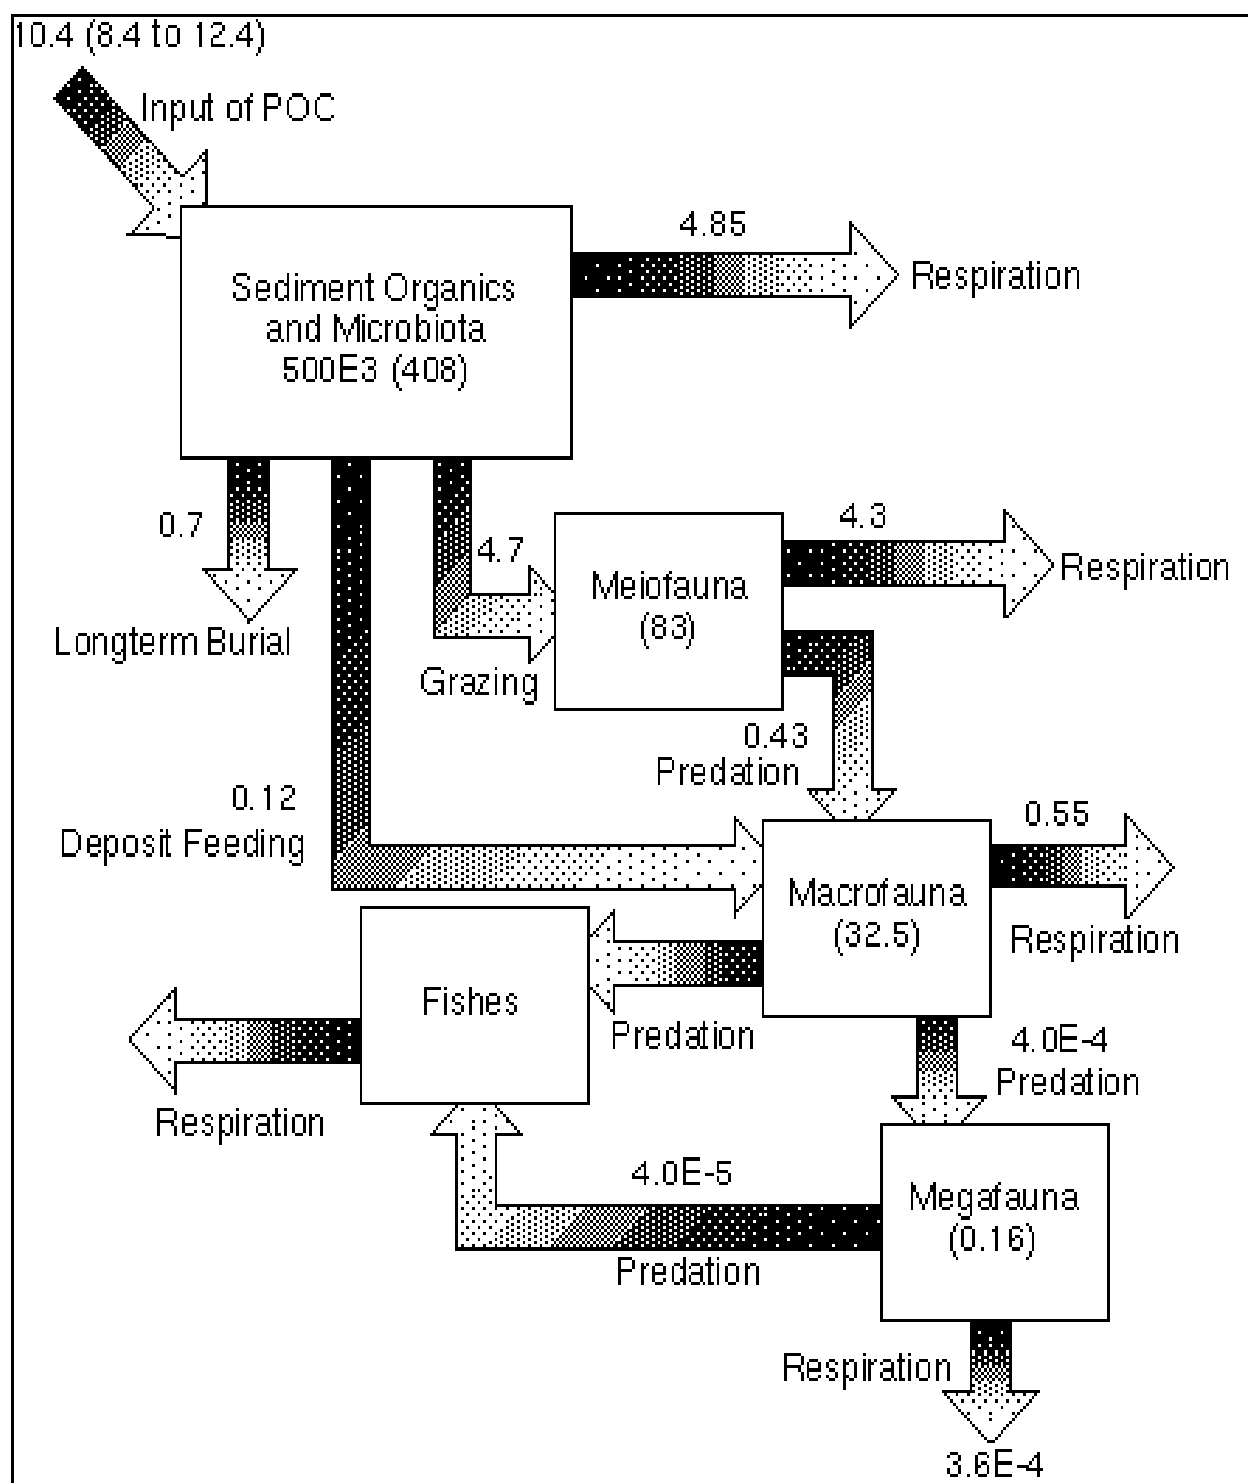 10.4 (8.4 to 12.4)
Input of POC
4.85
Respiration
Sediment Organics
and Microbiota
500E3 (408)
0.7
Longterm Burial
4.7
Grazing
Meiofauna
(83)
4.3
Respiration
0.43
Predation
0.12
Deposit Feeding
Macrofauna
(32.5)
0.55
Respiration
Fishes
Predation
Respiration
4.0E-4
Predation
4.0E-5
Predation
Megafauna
(0.16)
Respiration
3.6E-4